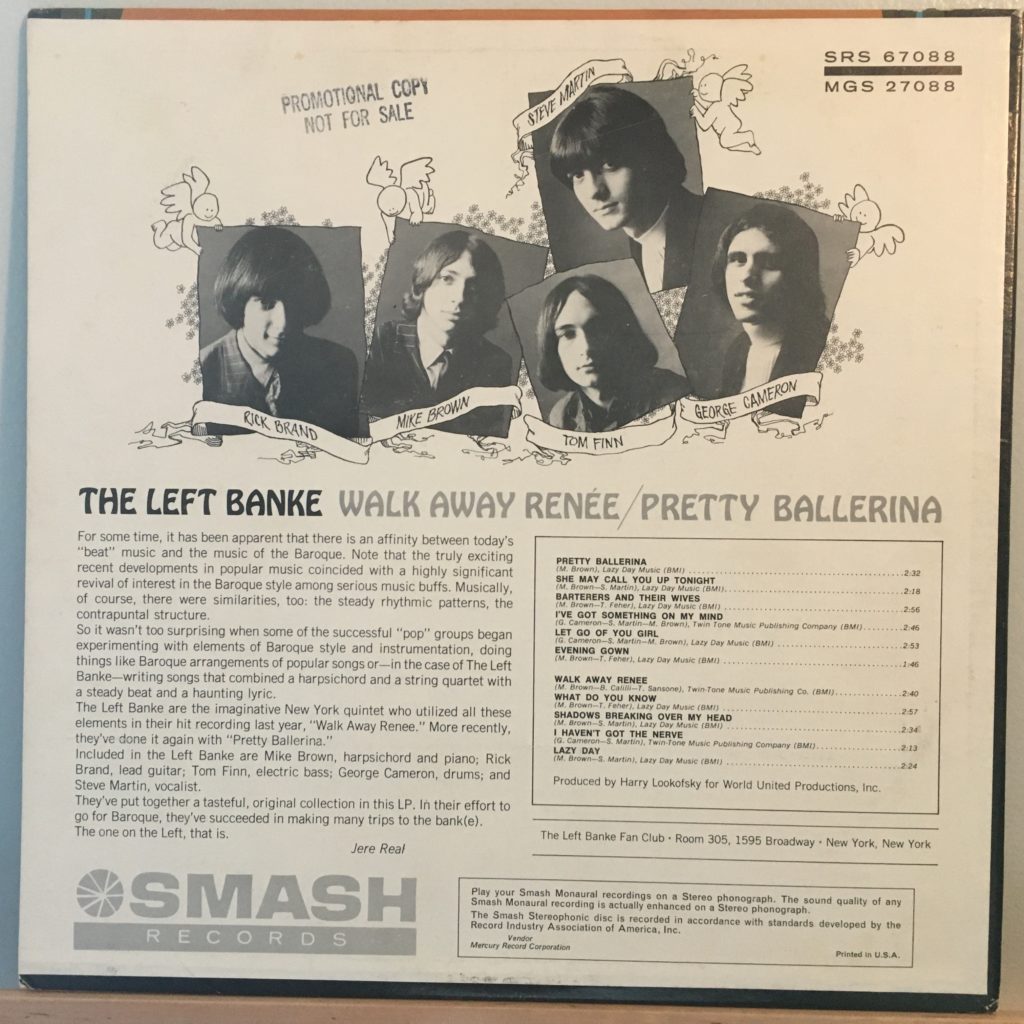 PROMOTIONAL COPY
NOT FOR SALE
SRS 67088
MGS 27088
STEVE MARTIN
RICK BRAND
MIKE BROWN
TOM FINN
GEORGE CAMERON
THE LEFT BANKE WALK AWAY RENÉE/PRETTY BALLERINA
For some time, it has been apparent that there is an affinity between today's
"beat" music and the music of the Baroque. Note that the truly exciting
recent developments in popular music coincided with a highly significant
revival of interest in the Baroque style among serious music buffs. Musically,
of course, there were similarities, too: the steady rhythmic patterns, the
contrapuntal structure.
So it wasn't too surprising when some of the successful "pop" groups began
experimenting with elements of Baroque style and instrumentation, doing
things like Baroque arrangements of popular songs or—in the case of The Left
Banke—writing songs that combined a harpsichord and a string quartet with
a steady beat and a haunting lyric.
The Left Banke are the imaginative New York quintet who utilized all these
elements in their hit recording last year, "Walk Away Renee." More recently,
they've done it again with "Pretty Ballerina."
Included in the Left Banke are Mike Brown, harpsichord and piano; Rick
Brand, lead guitar; Tom Finn, electric bass; George Cameron, drums; and
Steve Martin, vocalist.
They've put together a tasteful, original collection in this LP. In their effort to
go for Baroque, they've succeeded in making many trips to the bank(e).
The one on the Left, that is.
Jere Real
PRETTY BALLERINA
(M. Brown), Lazy Day Music (BMI) 2:32
SHE MAY CALL YOU UP TONIGHT
(M. Brown—S. Martin), Lazy Day Music (BMI) 2:18
BARTERERS AND THEIR WIVES
(M. Brown—T. Feher), Lazy Day Music (BMI) 2:56
I'VE GOT SOMETHING ON MY MIND
(G. Cameron—S. Martin—M. Brown), Twin Tone Music Publishing Company (BMI) 2:45
LET GO OF YOU GIRL
(G. Cameron—S. Martin—M. Brown), Lazy Day Music (BMI) 2:53
EVENING GOWN
(M. Brown—T. Feher), Lazy Day Music (BMI) 1:46
WALK AWAY RENEE
(M. Brown—B. Calilli—T. Sansone), Twin-Tone Music Publishing Co. (BMI) 2:40
WHAT DO YOU KNOW
(M. Brown—T. Feher), Lazy Day Music (BMI) 2:57
SHADOWS BREAKING OVER MY HEAD
(M. Brown—S. Martin), Lazy Day Music (BMI) 2:34
I HAVEN'T GOT THE NERVE
(G. Cameron—S. Martin), Twin-Tone Music Publishing Company (BMI) 2:13
LAZY DAY
(M. Brown—S. Martin), Lazy Day Music (BMI) 2:24
Produced by Harry Lookofsky for World United Productions, Inc.
The Left Banke Fan Club • Room 305, 1595 Broadway • New York, New York
SMASH
RECORDS
Play your Smash Monaural recordings on a Stereo phonograph. The sound quality of any
Smash Monaural recording is actually enhanced on a Stereo phonograph.
The Smash Stereophonic disc is recorded in accordance with standards developed by the
Record Industry Association of America, Inc.
Vendor
Mercury Record Corporation
Printed in U.S.A.